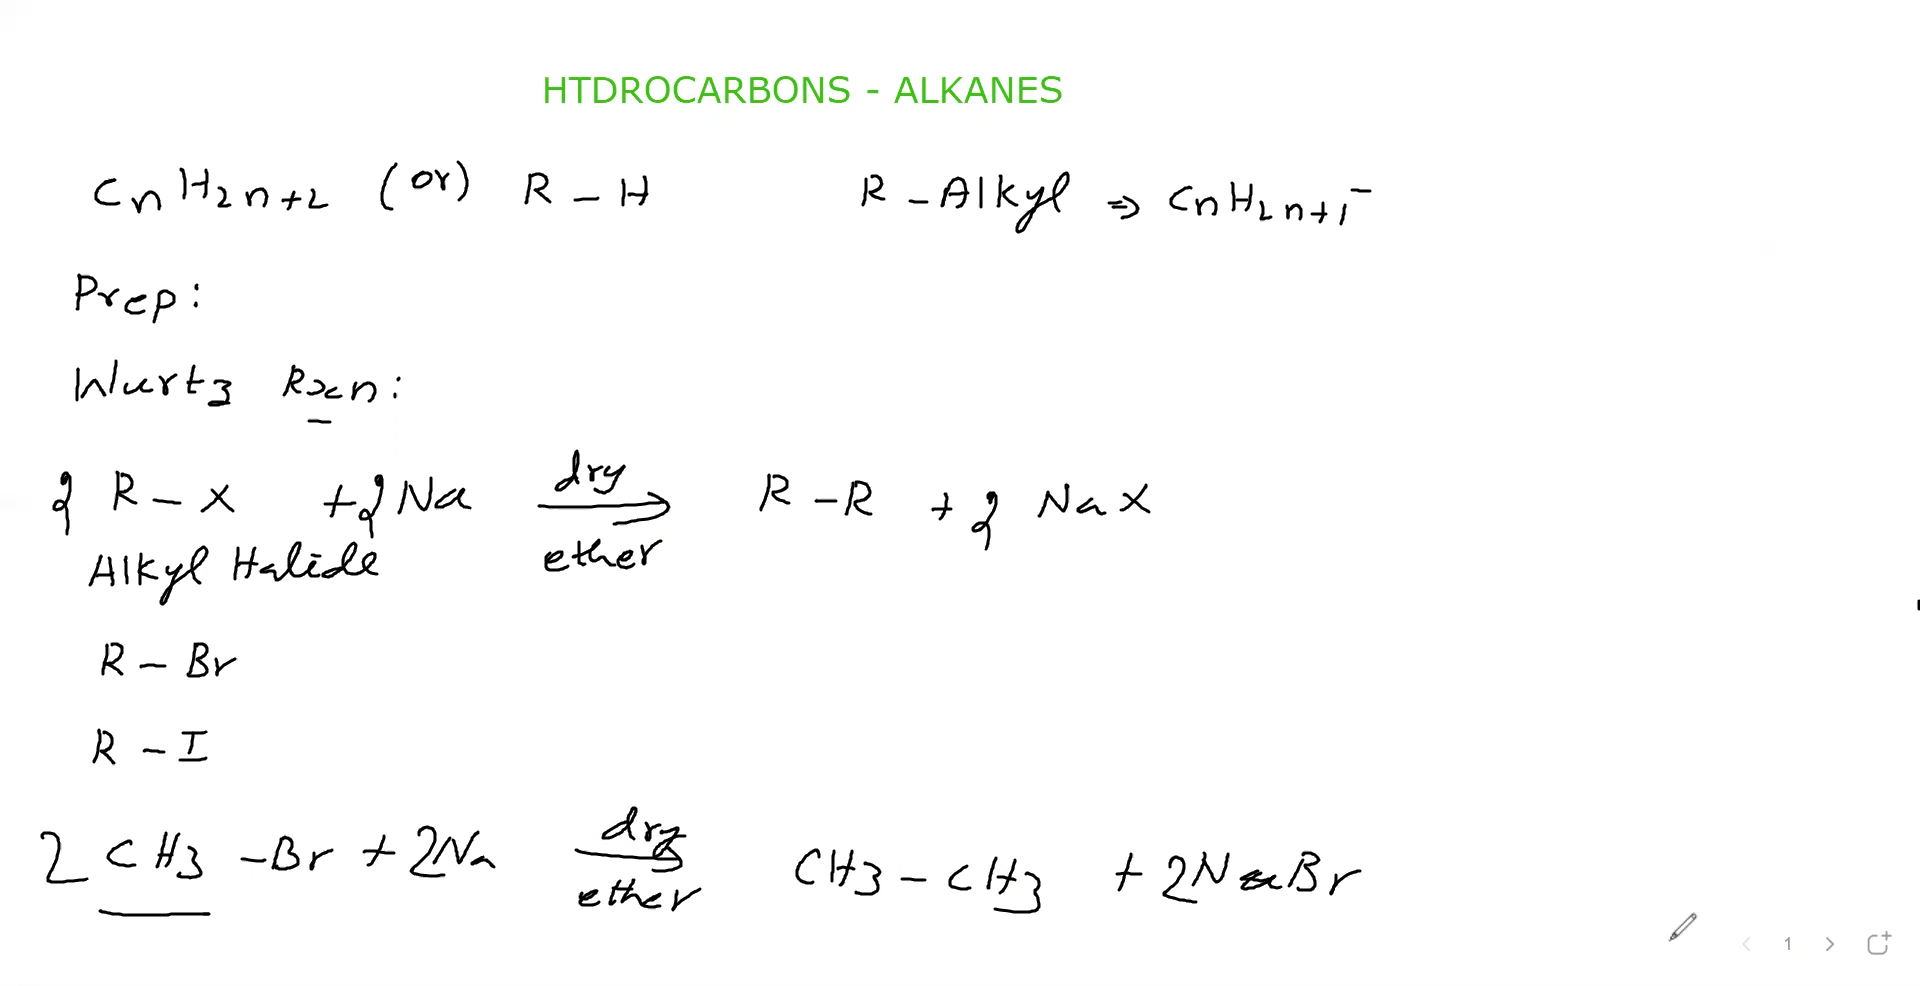 HTDROCARBONS - ALKANES
CnH2n+2 (or) R - H R - Alkyl ⇒ CnH2n+1 -
Prep:
Wurtz Rxn:
2 R - X + 2 Na dry ether → R - R + 2 NaX
Alkyl Halide
R - Br
R - I
2 CH3 - Br + 2Na dry ether → CH3 - CH3 + 2NaBr
1